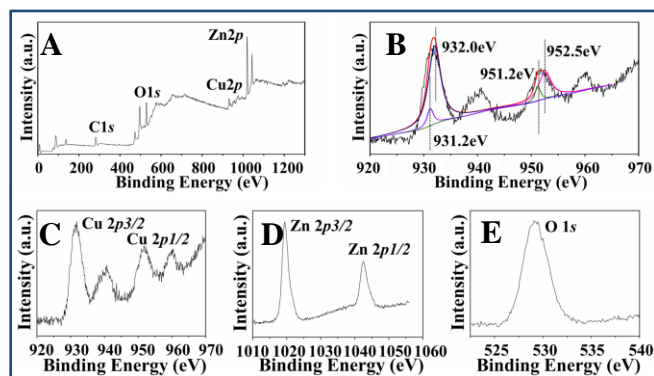 A
Intensity (a.u.)
Zn2p
Cu2p
O1s
C1s
0 200 400 600 800 1000 1200
Binding Energy (eV)
B
Intensity (a.u.)
932.0eV
952.5eV
951.2eV
931.2eV
920 930 940 950 960 970
Binding Energy (eV)
C
Intensity (a.u.)
Cu 2p3/2
Cu 2p1/2
920 930 940 950 960 970
Binding Energy (eV)
D
Intensity (a.u.)
Zn 2p3/2
Zn 2p1/2
1010 1020 1030 1040 1050 1060
Binding Energy (eV)
E
Intensity (a.u.)
O 1s
525 530 535 540
Binding Energy (eV)